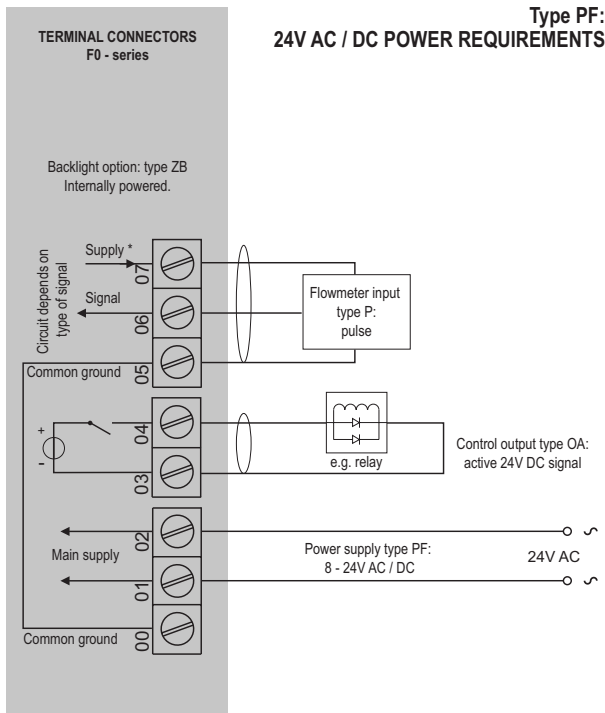 Type PF:
24V AC / DC POWER REQUIREMENTS
TERMINAL CONNECTORS
F0 - series
Backlight option: type ZB
Internally powered.
Circuit depends on
type of signal
Supply *
07
Signal
06
Flowmeter input
type P:
pulse
Common ground
05
+
-
04
03
e.g. relay
Control output type OA:
active 24V DC signal
02
Main supply
01
Power supply type PF:
8 - 24V AC / DC
24V AC
Common ground
00